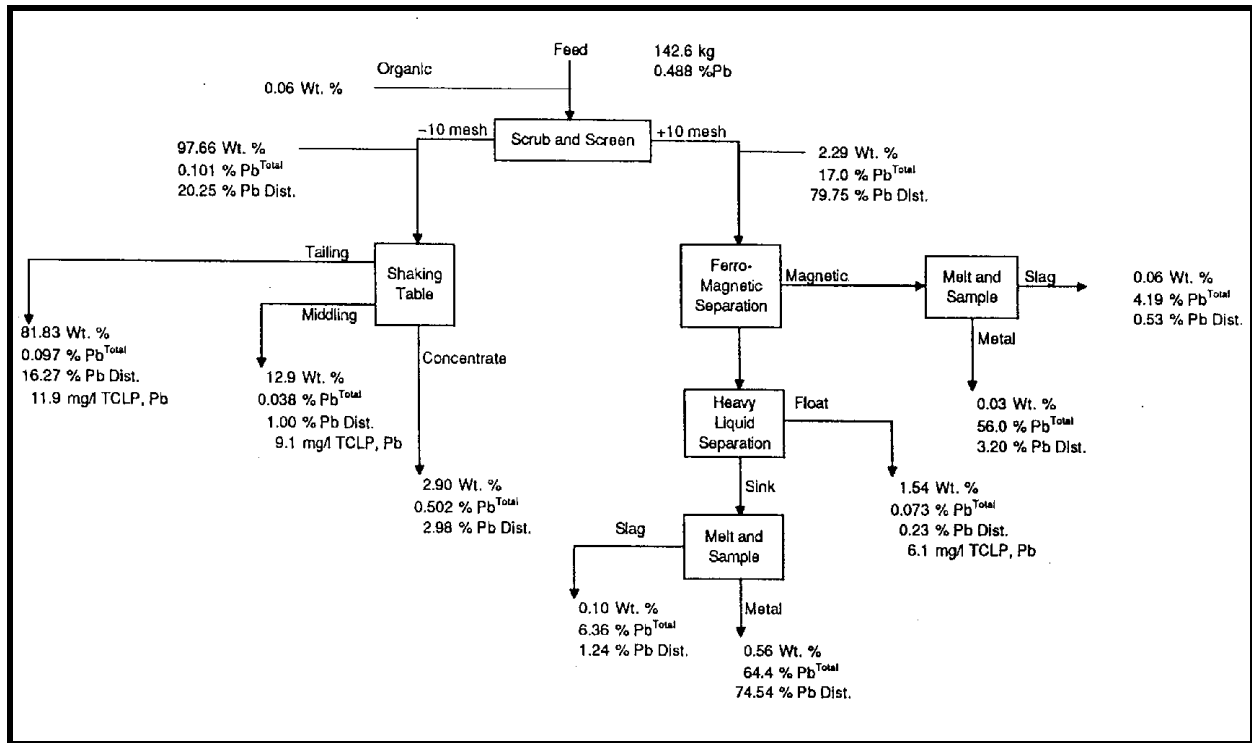 Feed
142.6 kg
0.488 %Pb
Organic
0.06 Wt. %
-10 mesh
Scrub and Screen
+10 mesh
97.66 Wt. %
0.101 % Pb Total
20.25 % Pb Dist.
2.29 Wt. %
17.0 % Pb Total
79.75 % Pb Dist.
Tailing
Shaking
Table
Middling
Concentrate
Ferro-
Magnetic
Separation
Magnetic
Melt and
Sample
Slag
0.06 Wt. %
4.19 % Pb Total
0.53 % Pb Dist.
Metal
81.83 Wt. %
0.097 % Pb Total
16.27 % Pb Dist.
11.9 mg/l TCLP, Pb
12.9 Wt. %
0.038 % Pb Total
1.00 % Pb Dist.
9.1 mg/l TCLP, Pb
Heavy
Liquid
Separation
Float
0.03 Wt. %
56.0 % Pb Total
3.20 % Pb Dist.
2.90 Wt. %
0.502 % Pb Total
2.98 % Pb Dist.
Sink
1.54 Wt. %
0.073 % Pb Total
0.23 % Pb Dist.
6.1 mg/l TCLP, Pb
Slag
Melt and
Sample
0.10 Wt. %
6.36 % Pb Total
1.24 % Pb Dist.
Metal
0.56 Wt. %
64.4 % Pb Total
74.54 % Pb Dist.